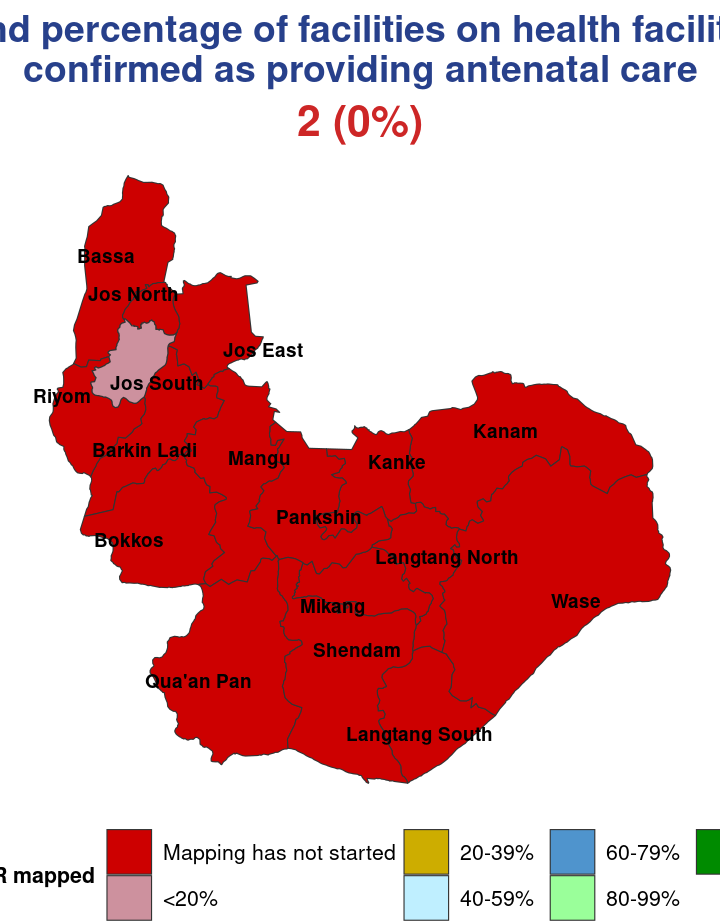 percentage of facilities on health
confirmed as providing antenatal care
2 (0%)
Bassa
Jos North
Jos East
Jos South
Riyom
Kanam
Barkin Ladi
Mangu
Kanke
Pankshin
Bokkos
Langtang North
Wase
Mikang
Shendam
Qua'an Pan
Langtang South
mapped
Mapping has not started
<20%
20-39%
40-59%
60-79%
80-99%